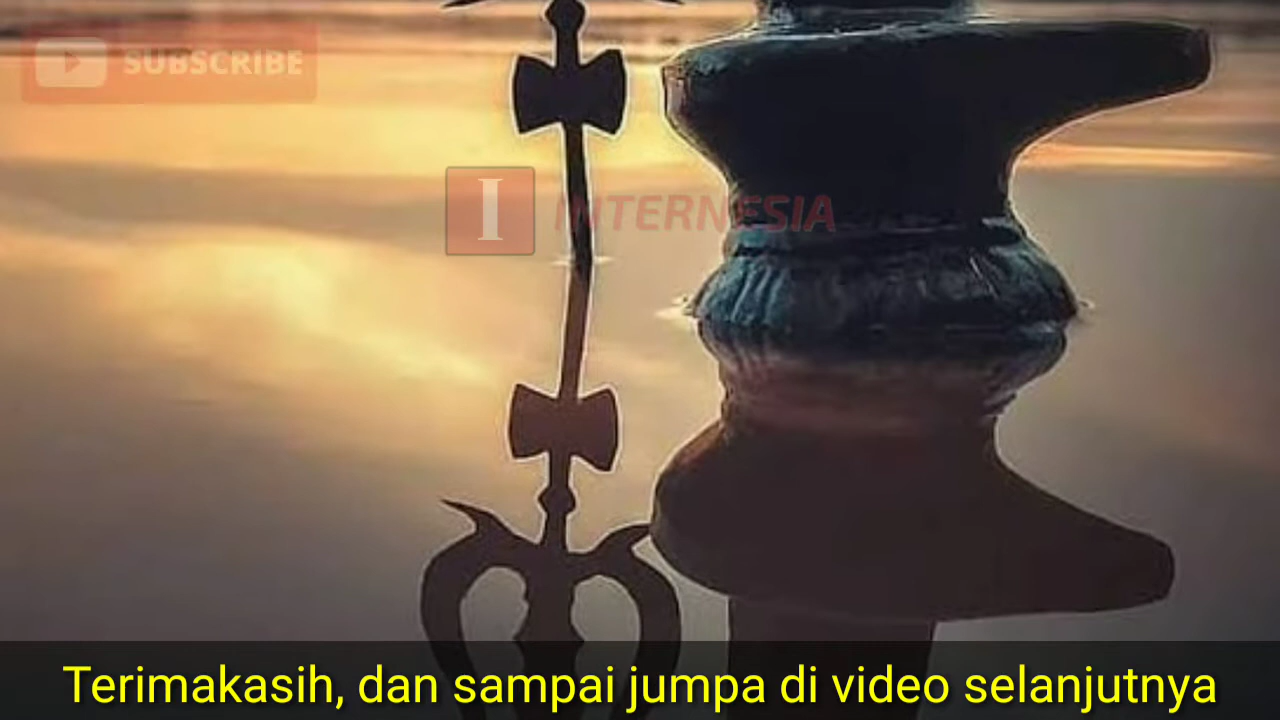 SUBSCRIBE
I INTERNESIA
Terimakasih, dan sampai jumpa di video selanjutnya